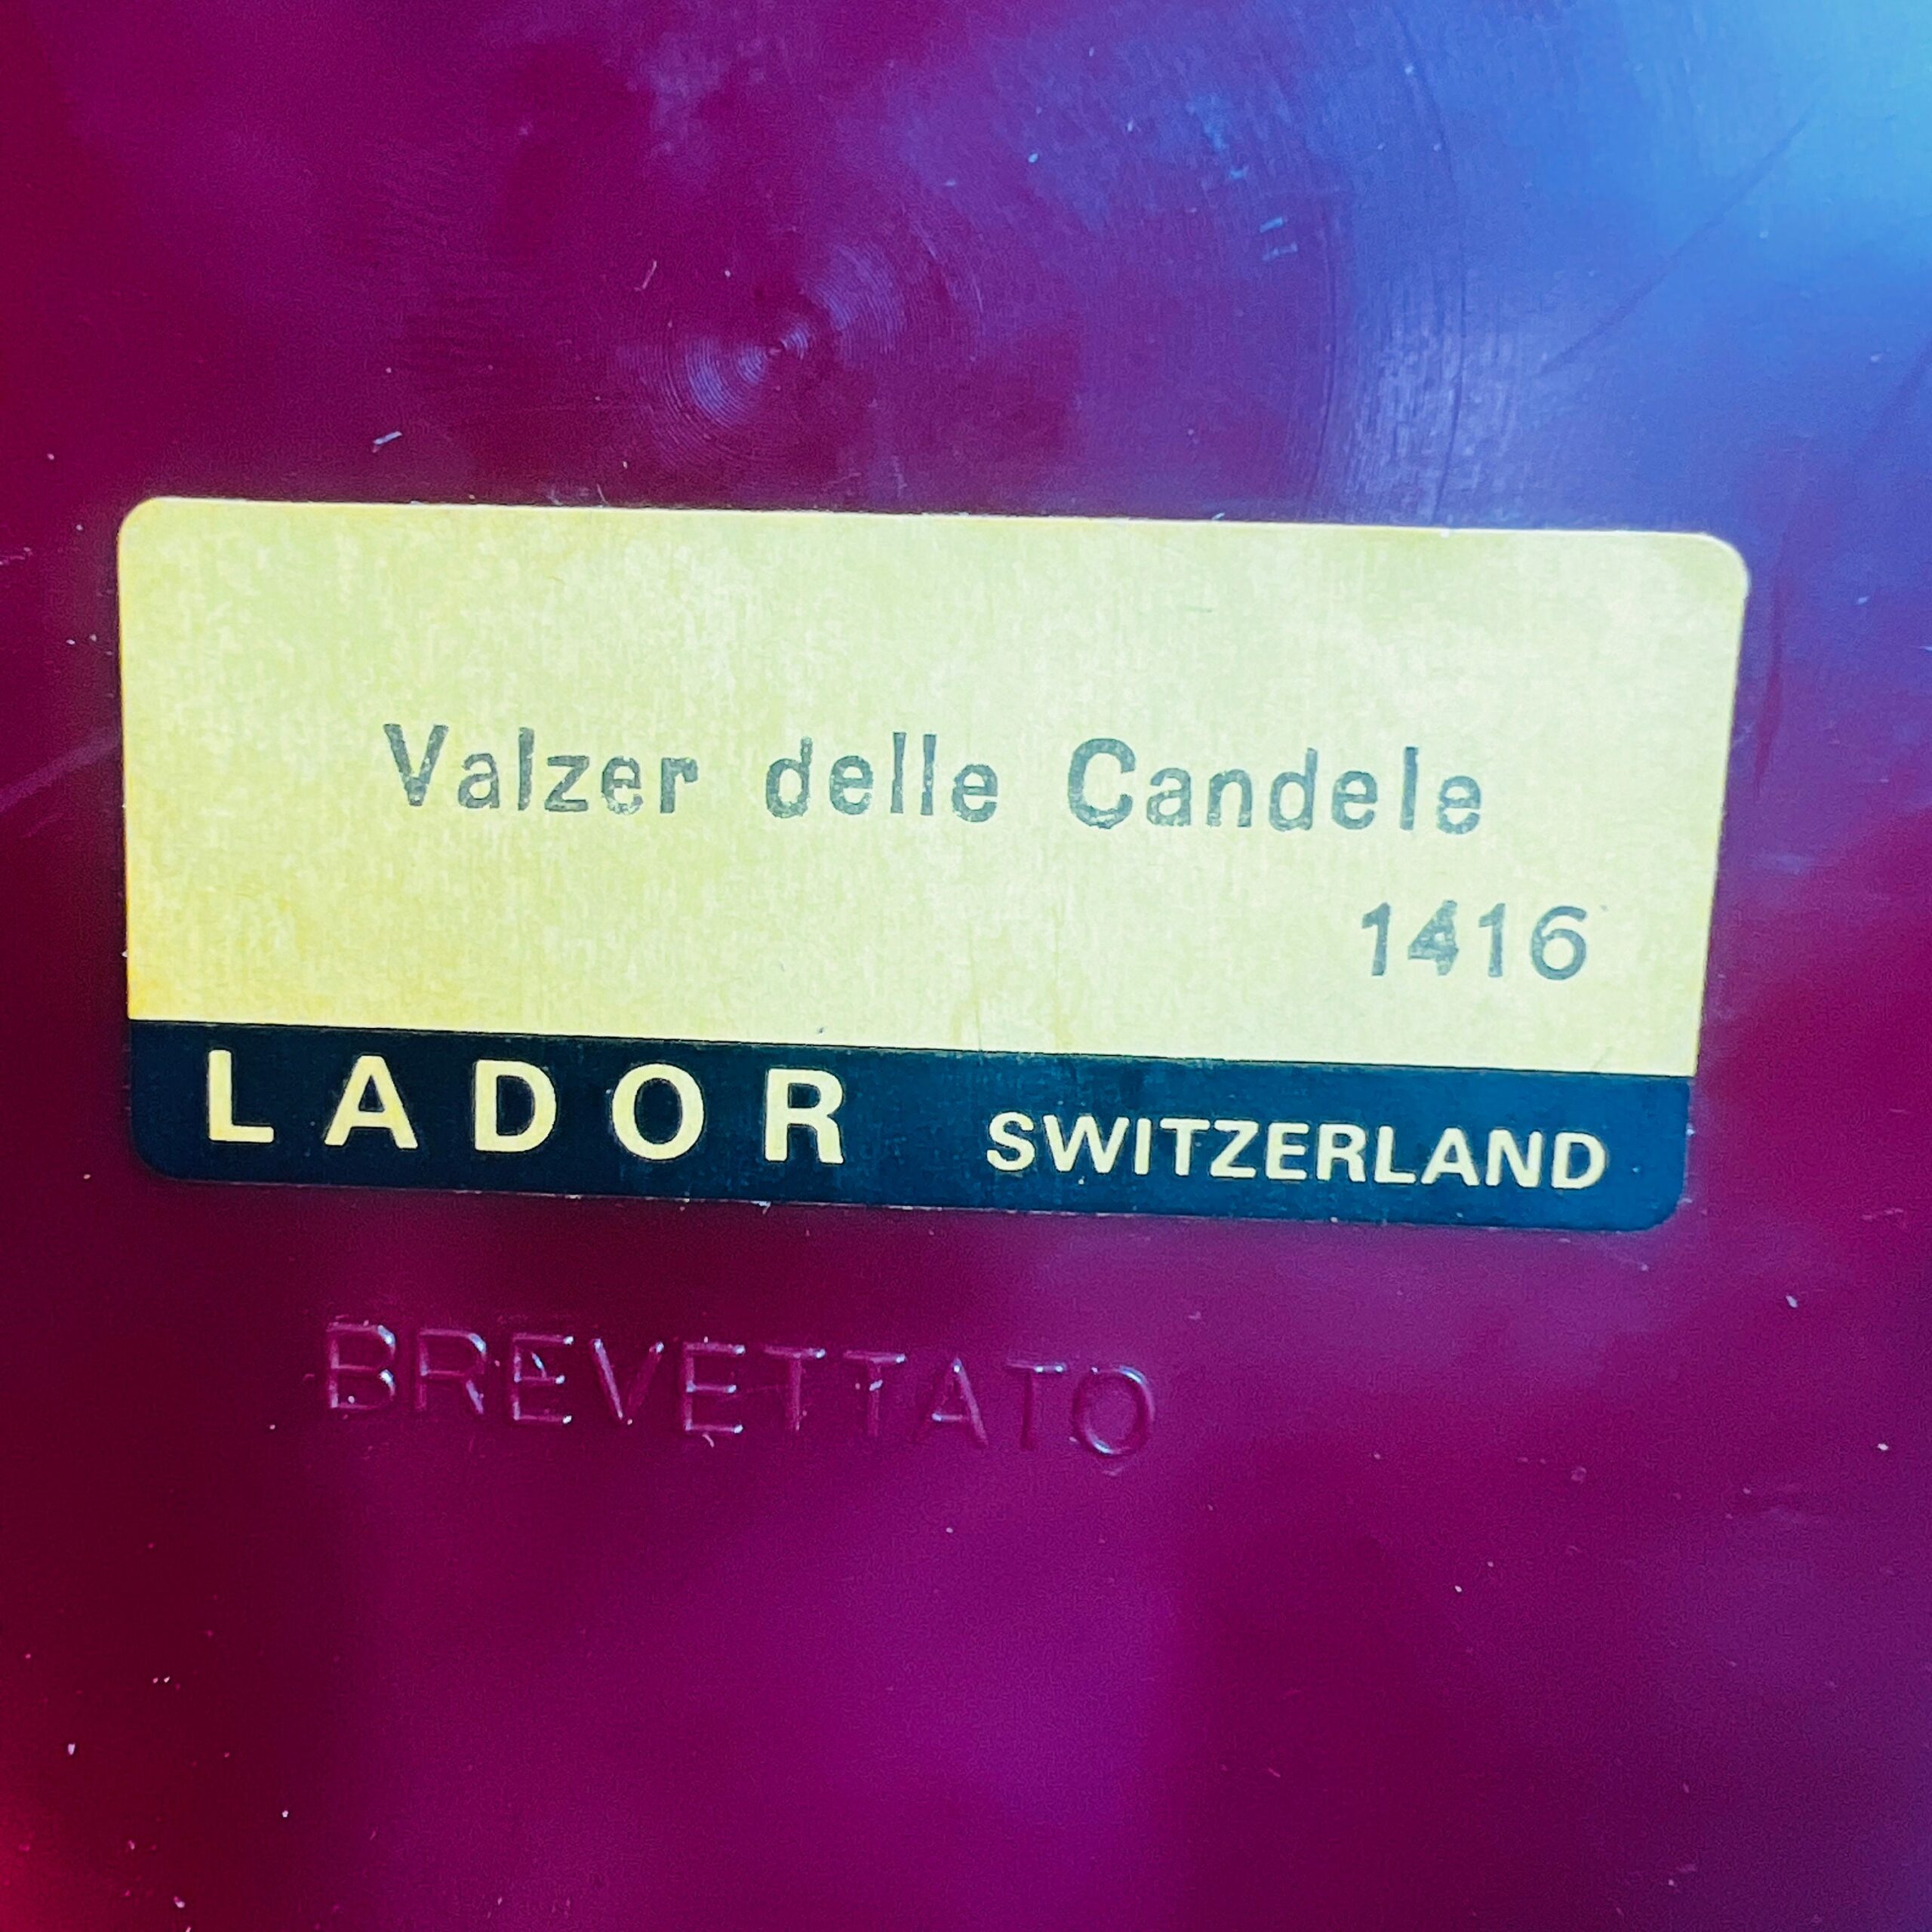 Valzer delle Candele
1416
LADOR SWITZERLAND
BREVETTATO